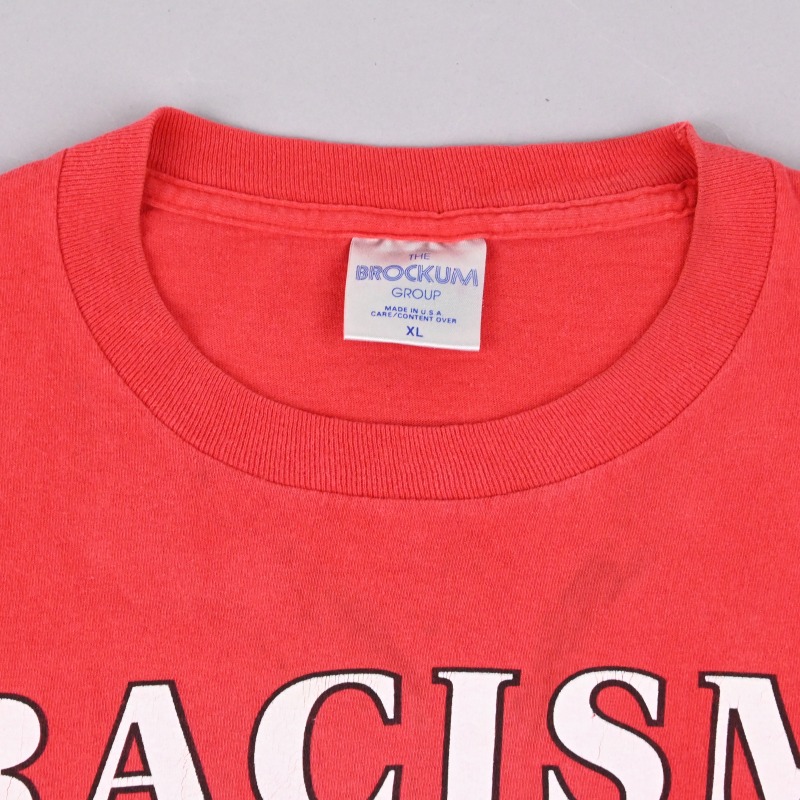 THE
BROCKUM
GROUP
MADE IN U.S.A
CARE/CONTENT OVER
XL
RACISM